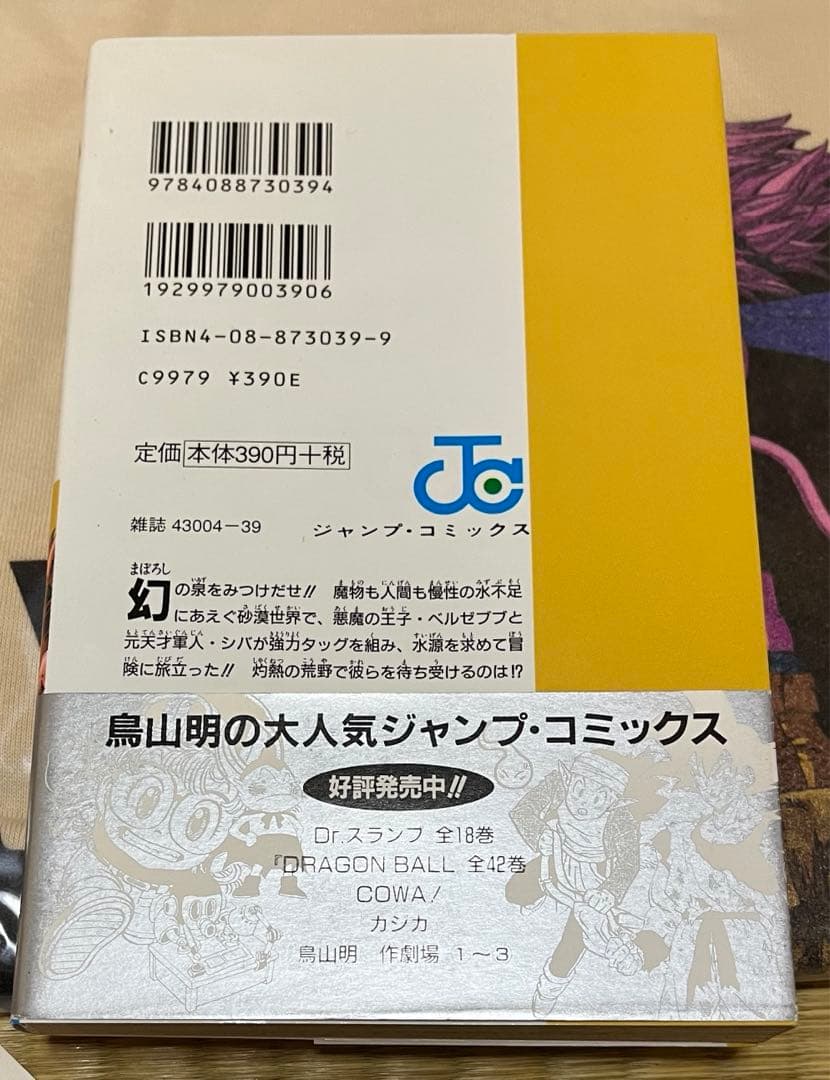 9784088730394
1929979003906
ISBN4-08-873039-9
C9979 ¥390E
定価 本体390円+税
JC
雑誌 43004-39
ジャンプ・コミックス
まぼろし
幻の泉をみつけだせ!! 魔物も人間も慢性の水不足
にあえぐ砂漠世界で、悪魔の王子・ベルゼブブと
元天才軍人・シバが強力タッグを組み、水源を求めて冒
険に旅立った!! 灼熱の荒野で彼らを待ち受けるのは!?
鳥山明の大人気ジャンプ・コミックス
好評発売中!!
Dr.スランプ 全18巻
『DRAGON BALL 全42巻
COWA!
カジカ
鳥山明 作劇場 1〜3